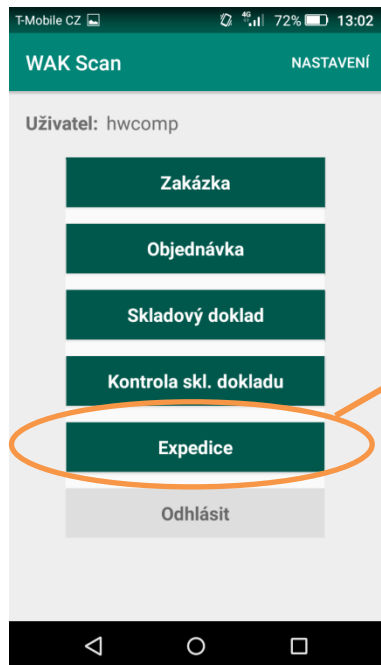 T-Mobile CZ 4G 72% 13:02
WAK Scan NASTAVENÍ
Uživatel: hwcomp
Zakázka
Objednávka
Skladový doklad
Kontrola skl. dokladu
Expedice
Odhlásit